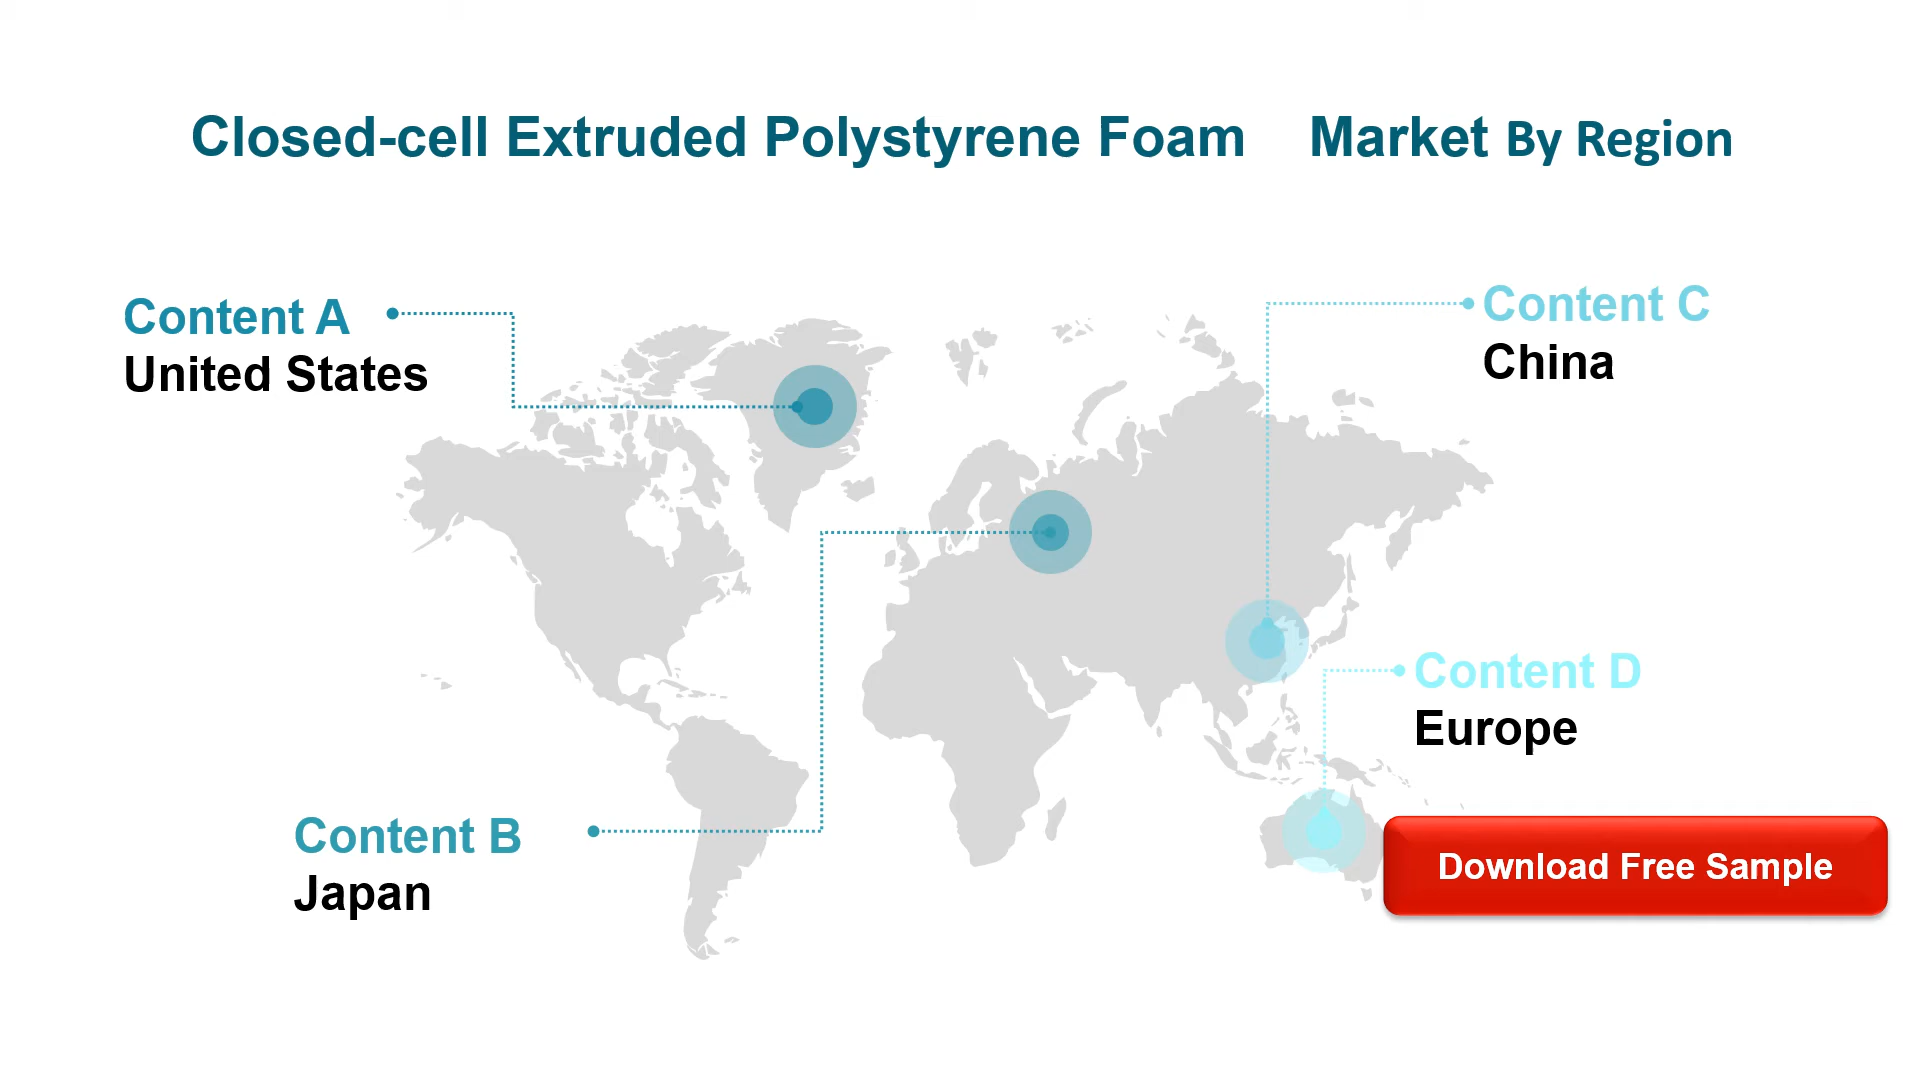 Closed-cell Extruded Polystyrene Foam Market By Region
Content A
United States
Content C
China
Content D
Europe
Content B
Japan
Download Free Sample